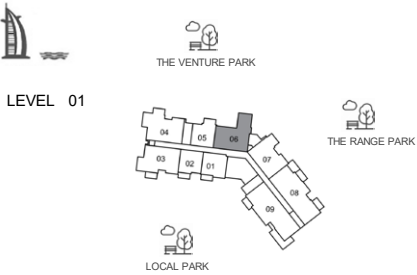 THE VENTURE PARK
LEVEL 01
THE RANGE PARK
04
05
06
03
02
01
07
08
09
LOCAL PARK